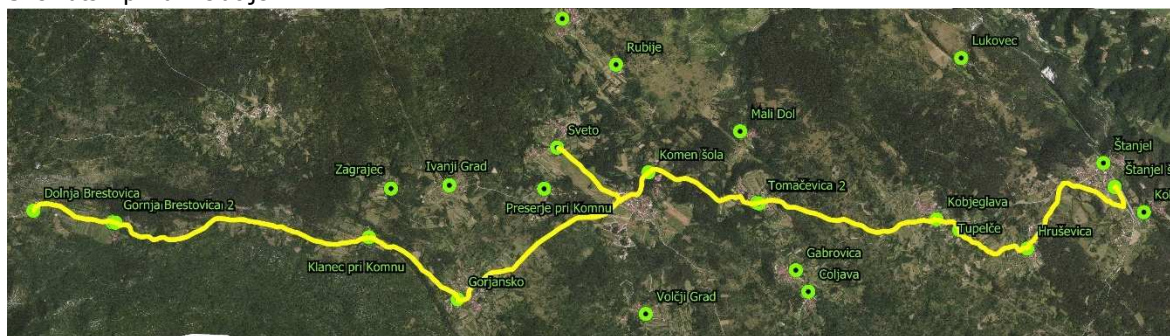 Rubije
Lukovec
Mali Dol
Sveto
Komen šola
Štanjel
Zagrajec
Ivanji Grad
Štanjel
Dolnja Brestovica
Gornja Brestovica 2
Preserje pri Komnu
Tomačevica 2
Kobjeglava
Tupelče
Hruševica
Klanec pri Komnu
Gorjansko
Gabrovica
Coljava
Volčji Grad